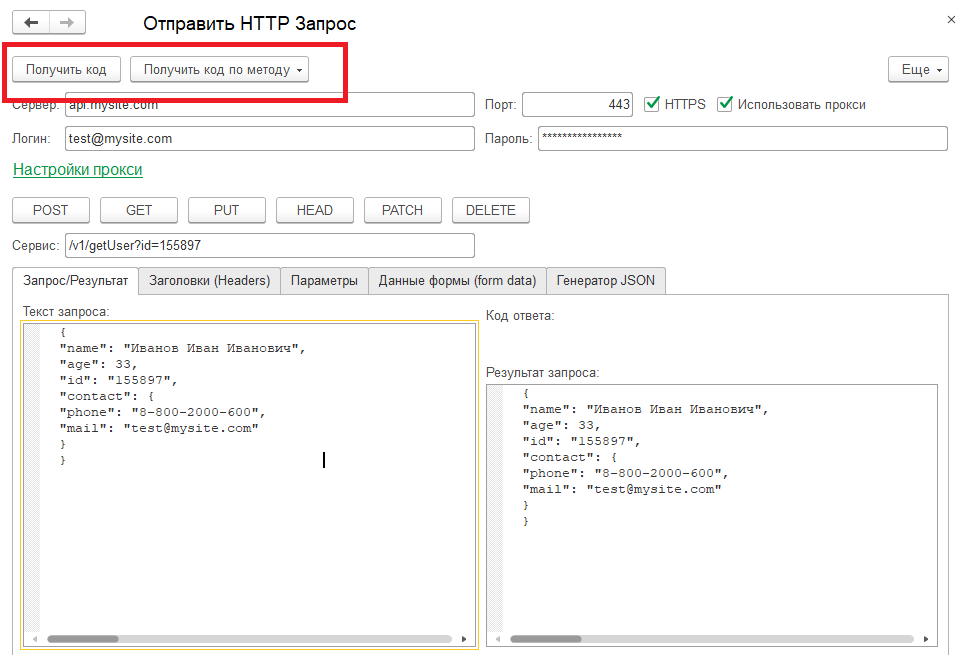 Отправить HTTP Запрос
Получить код Получить код по методу Еще
Сервер: api.mysite.com Порт: 443 HTTPS Использовать прокси
Логин: test@mysite.com Пароль: ****************
Настройки прокси
POST GET PUT HEAD PATCH DELETE
Сервис: /v1/getUser?id=155897
Запрос/Результат Заголовки (Headers) Параметры Данные формы (form data) Генератор JSON
Текст запроса:
{
"name": "Иванов Иван Иванович",
"age": 33,
"id": "155897",
"contact": {
"phone": "8-800-2000-600",
"mail": "test@mysite.com"
}
}
Код ответа:
Результат запроса:
{
"name": "Иванов Иван Иванович",
"age": 33,
"id": "155897",
"contact": {
"phone": "8-800-2000-600",
"mail": "test@mysite.com"
}
}